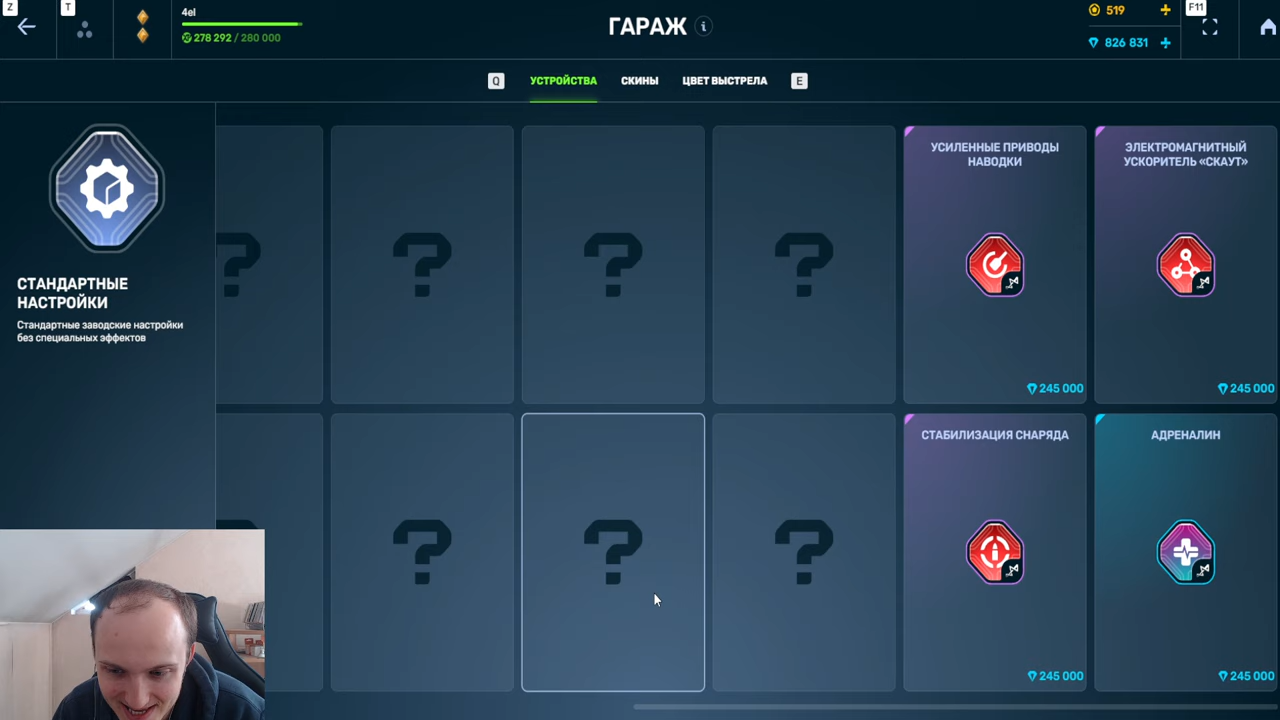 Z
T
4el
278 292 / 280 000
ГАРАЖ
i
519
826 831
F11
Q
УСТРОЙСТВА
СКИНЫ
ЦВЕТ ВЫСТРЕЛА
E
СТАНДАРТНЫЕ
НАСТРОЙКИ
Стандартные заводские настройки
без специальных эффектов
?
?
?
?
УСИЛЕННЫЕ ПРИВОДЫ
НАВОДКИ
245 000
ЭЛЕКТРОМАГНИТНЫЙ
УСКОРИТЕЛЬ «СКАУТ»
245 000
?
?
?
СТАБИЛИЗАЦИЯ СНАРЯДА
245 000
АДРЕНАЛИН
245 000